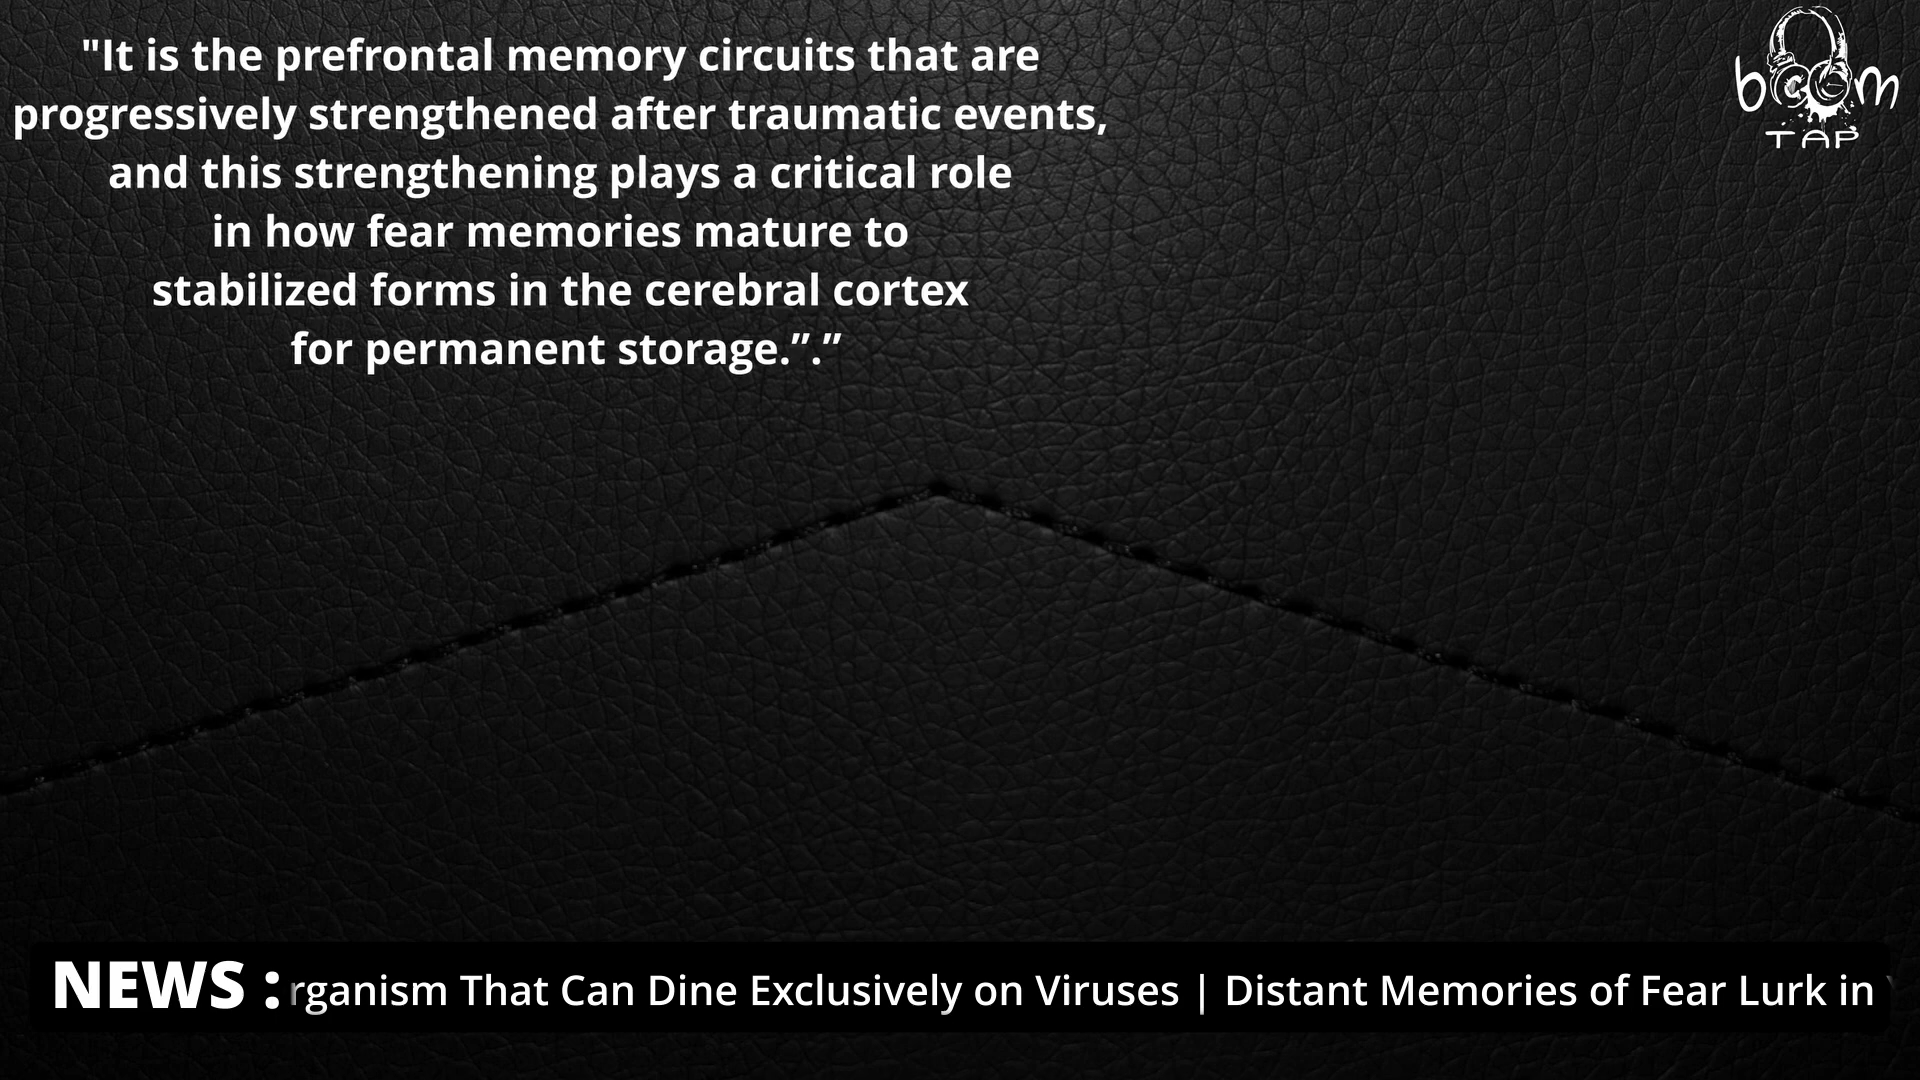 "It is the prefrontal memory circuits that are
progressively strengthened after traumatic events,
and this strengthening plays a critical role
in how fear memories mature to
stabilized forms in the cerebral cortex
for permanent storage.”.”
boom
TAP
NEWS : rganism That Can Dine Exclusively on Viruses | Distant Memories of Fear Lurk in